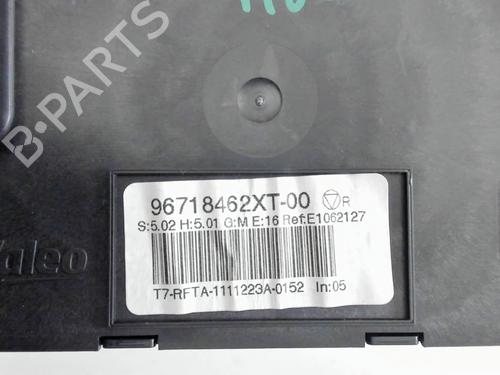 B-PARTS
96718462XT-00 R
S:5.02 H:5.01 G:M E:16 Ref:E1062127
Valeo
T7-RFTA-1111223A-0152 In:05